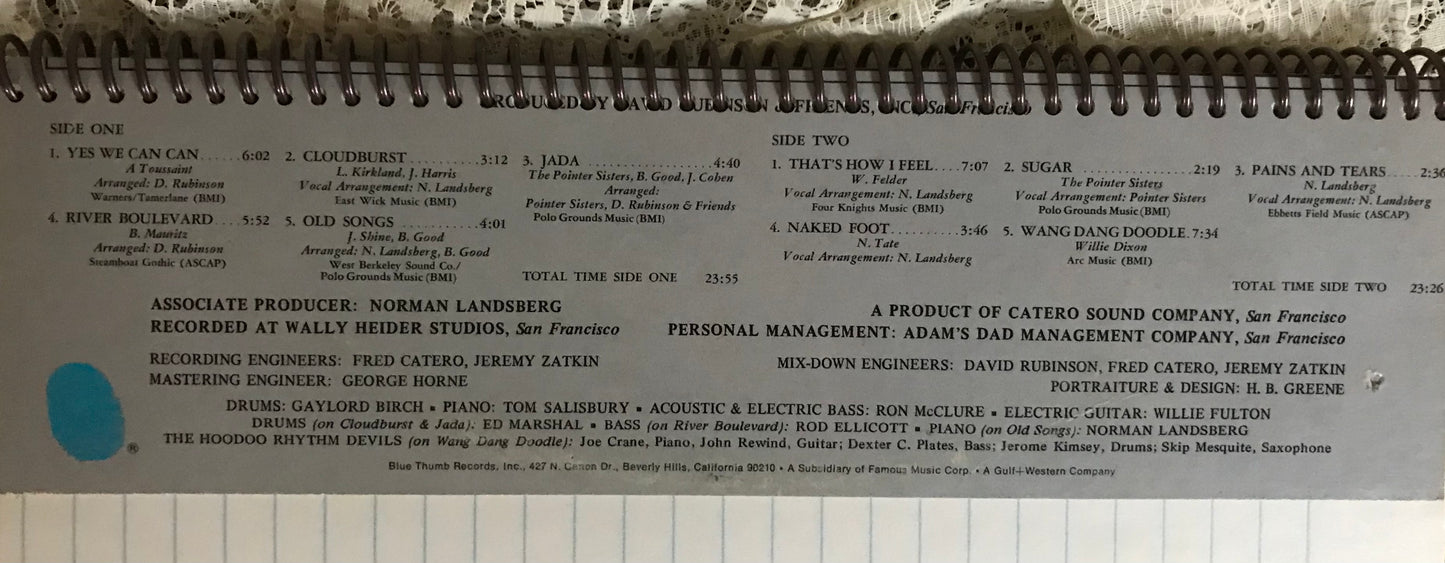 PRODUCED BY DAVID RUBINSON & FRIENDS, INC. San Francisco
SIDE ONE
1. YES WE CAN CAN......6:02
A Toussaint
Arranged: D. Rubinson
Warners/Tamerlane (BMI)
2. CLOUDBURST ..........3:12
L. Kirkland, J. Harris
Vocal Arrangement: N. Landsberg
East Wick Music (BMI)
3. JADA ..................4:40
The Pointer Sisters, B. Good, J. Cohen
Arranged:
Pointer Sisters, D. Rubinson & Friends
Polo Grounds Music (BMI)
4. RIVER BOULEVARD....5:52
B. Mauritz
Arranged: D. Rubinson
Steamboat Gothic (ASCAP)
5. OLD SONGS ...........4:01
J. Shine, B. Good
Arranged: N. Landsberg, B. Good
West Berkeley Sound Co./
Polo Grounds Music (BMI)
TOTAL TIME SIDE ONE 23:55
SIDE TWO
1. THAT'S HOW I FEEL....7:07
W. Felder
Vocal Arrangement: N. Landsberg
Four Knights Music (BMI)
2. SUGAR .................2:19
The Pointer Sisters
Vocal Arrangement: Pointer Sisters
Polo Grounds Music (BMI)
3. PAINS AND TEARS.....2:36
N. Landsberg
Vocal Arrangement: N. Landsberg
Ebbetts Field Music (ASCAP)
4. NAKED FOOT..........3:46
N. Tate
Vocal Arrangement: N. Landsberg
5. WANG DANG DOODLE.7:34
Willie Dixon
Arc Music (BMI)
TOTAL TIME SIDE TWO 23:26
ASSOCIATE PRODUCER: NORMAN LANDSBERG
RECORDED AT WALLY HEIDER STUDIOS, San Francisco
A PRODUCT OF CATERO SOUND COMPANY, San Francisco
PERSONAL MANAGEMENT: ADAM'S DAD MANAGEMENT COMPANY, San Francisco
RECORDING ENGINEERS: FRED CATERO, JEREMY ZATKIN
MASTERING ENGINEER: GEORGE HORNE
MIX-DOWN ENGINEERS: DAVID RUBINSON, FRED CATERO, JEREMY ZATKIN
PORTRAITURE & DESIGN: H. B. GREENE
DRUMS: GAYLORD BIRCH ▪ PIANO: TOM SALISBURY ▪ ACOUSTIC & ELECTRIC BASS: RON McCLURE ▪ ELECTRIC GUITAR: WILLIE FULTON
DRUMS (on Cloudburst & Jada): ED MARSHAL ▪ BASS (on River Boulevard): ROD ELLICOTT ▪ PIANO (on Old Songs): NORMAN LANDSBERG
THE HOODOO RHYTHM DEVILS (on Wang Dang Doodle): Joe Crane, Piano, John Rewind, Guitar; Dexter C. Plates, Bass; Jerome Kimsey, Drums; Skip Mesquite, Saxophone
®
Blue Thumb Records, Inc., 427 N. Canon Dr., Beverly Hills, California 90210 • A Subsidiary of Famous Music Corp. • A Gulf+Western Company